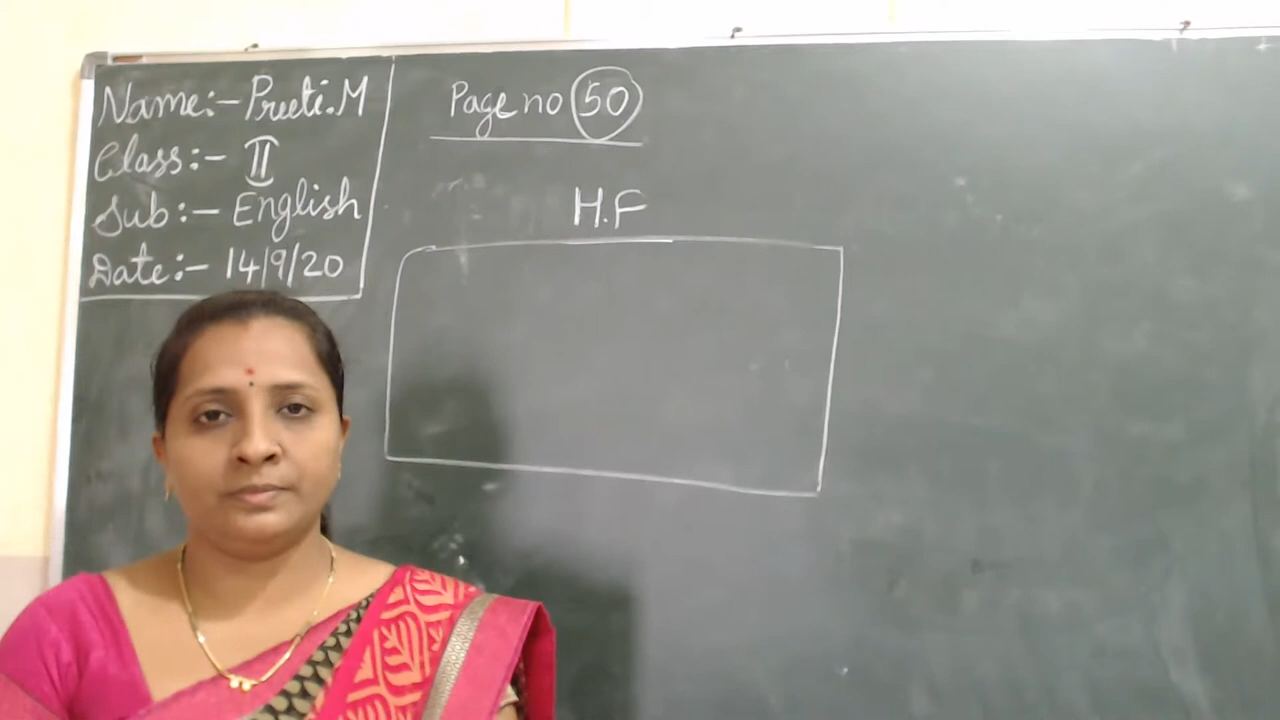 Name:- Preeti.M
Class:- II
Sub:- English
Date:- 14/9/20
Page no 50
H.F